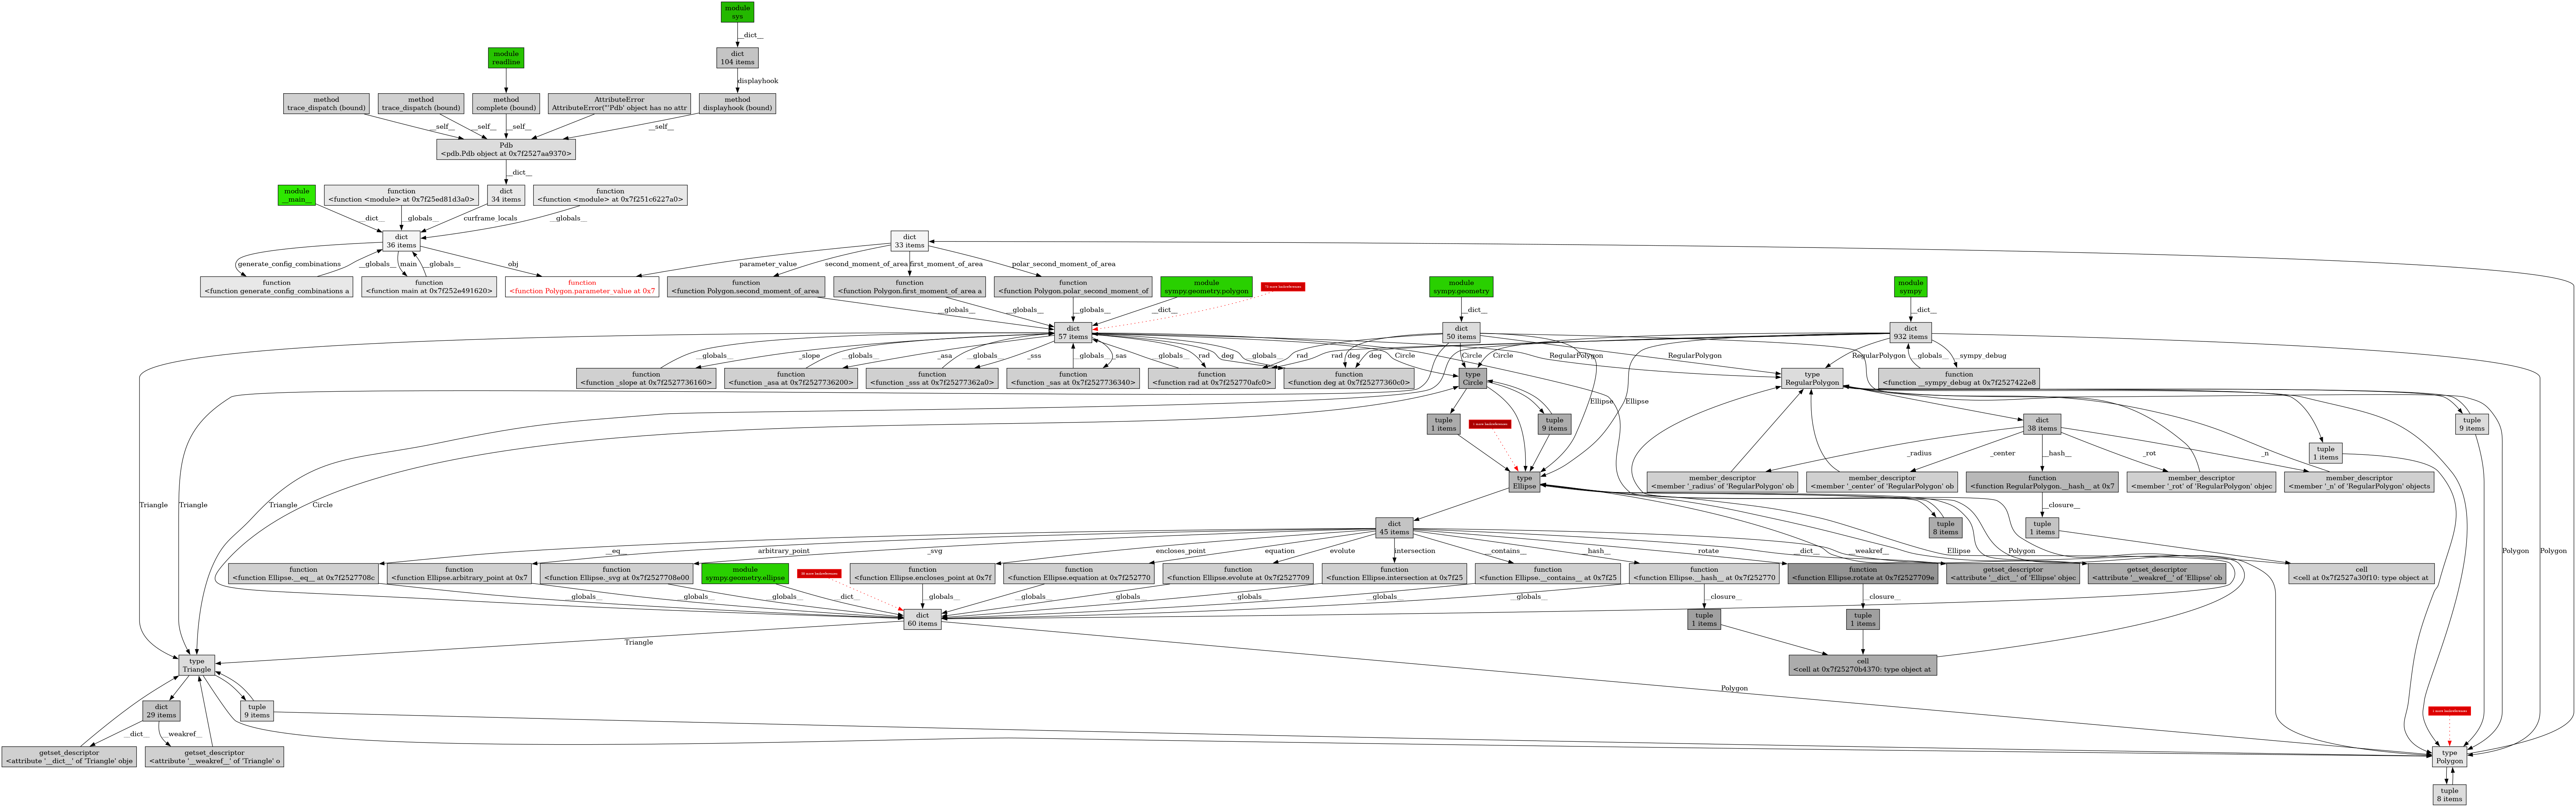 module
sys
__dict__
module
readline
dict
104 items
displayhook
method
trace_dispatch (bound)
method
trace_dispatch (bound)
method
complete (bound)
AttributeError
AttributeError("'Pdb' object has no attr
method
displayhook (bound)
__self__
__self__
__self__
__self__
Pdb
<pdb.Pdb object at 0x7f2527aa9370>
__dict__
module
__main__
function
<function <module> at 0x7f25ed81d3a0>
dict
34 items
function
<function <module> at 0x7f251c6227a0>
__dict__
__globals__
curframe_locals
__globals__
dict
36 items
dict
33 items
generate_config_combinations
__globals__
main
__globals__
obj
parameter_value
second_moment_of_area
first_moment_of_area
polar_second_moment_of_area
function
<function generate_config_combinations a
function
<function main at 0x7f252e491620>
function
<function Polygon.parameter_value at 0x7
function
<function Polygon.second_moment_of_area
function
<function Polygon.first_moment_of_area a
function
<function Polygon.polar_second_moment_of
module
sympy.geometry.polygon
module
sympy.geometry
module
sympy
__globals__
__globals__
__globals__
__dict__
__dict__
__dict__
dict
57 items
dict
50 items
dict
932 items
__globals__
_slope
__globals__
_asa
__globals__
_sss
__globals__
_sas
__globals__
rad
deg
__globals__
rad
rad
deg
deg
Circle
Circle
Circle
RegularPolygon
RegularPolygon
RegularPolygon
__globals__
__sympy_debug
function
<function _slope at 0x7f2527736160>
function
<function _asa at 0x7f2527736200>
function
<function _sss at 0x7f25277362a0>
function
<function _sas at 0x7f2527736340>
function
<function rad at 0x7f252770afc0>
function
<function deg at 0x7f25277360c0>
type
Circle
type
RegularPolygon
function
<function __sympy_debug at 0x7f2527422e8
Ellipse
Ellipse
tuple
1 items
tuple
9 items
dict
38 items
tuple
9 items
tuple
1 items
_radius
_center
__hash__
_rot
_n
type
Ellipse
member_descriptor
<member '_radius' of 'RegularPolygon' ob
member_descriptor
<member '_center' of 'RegularPolygon' ob
function
<function RegularPolygon.__hash__ at 0x7
member_descriptor
<member '_rot' of 'RegularPolygon' objec
member_descriptor
<member '_n' of 'RegularPolygon' objects
Triangle
Triangle
Triangle
Circle
__closure__
dict
45 items
tuple
8 items
tuple
1 items
__eq__
arbitrary_point
_svg
encloses_point
equation
evolute
intersection
__contains__
__hash__
rotate
__dict__
__weakref__
Ellipse
Polygon
Polygon
Polygon
function
<function Ellipse.__eq__ at 0x7f2527708c
function
<function Ellipse.arbitrary_point at 0x7
function
<function Ellipse._svg at 0x7f2527708e00
module
sympy.geometry.ellipse
function
<function Ellipse.encloses_point at 0x7f
function
<function Ellipse.equation at 0x7f252770
function
<function Ellipse.evolute at 0x7f2527709
function
<function Ellipse.intersection at 0x7f25
function
<function Ellipse.__contains__ at 0x7f25
function
<function Ellipse.__hash__ at 0x7f252770
function
<function Ellipse.rotate at 0x7f2527709e
getset_descriptor
<attribute '__dict__' of 'Ellipse' objec
getset_descriptor
<attribute '__weakref__' of 'Ellipse' ob
cell
<cell at 0x7f2527a30f10: type object at
__globals__
__globals__
__globals__
__dict__
__globals__
__globals__
__globals__
__globals__
__globals__
__globals__
__closure__
__closure__
dict
60 items
tuple
1 items
tuple
1 items
Triangle
type
Triangle
cell
<cell at 0x7f25270b4370: type object at
Polygon
dict
29 items
tuple
9 items
__dict__
__weakref__
getset_descriptor
<attribute '__dict__' of 'Triangle' obje
getset_descriptor
<attribute '__weakref__' of 'Triangle' o
type
Polygon
tuple
8 items